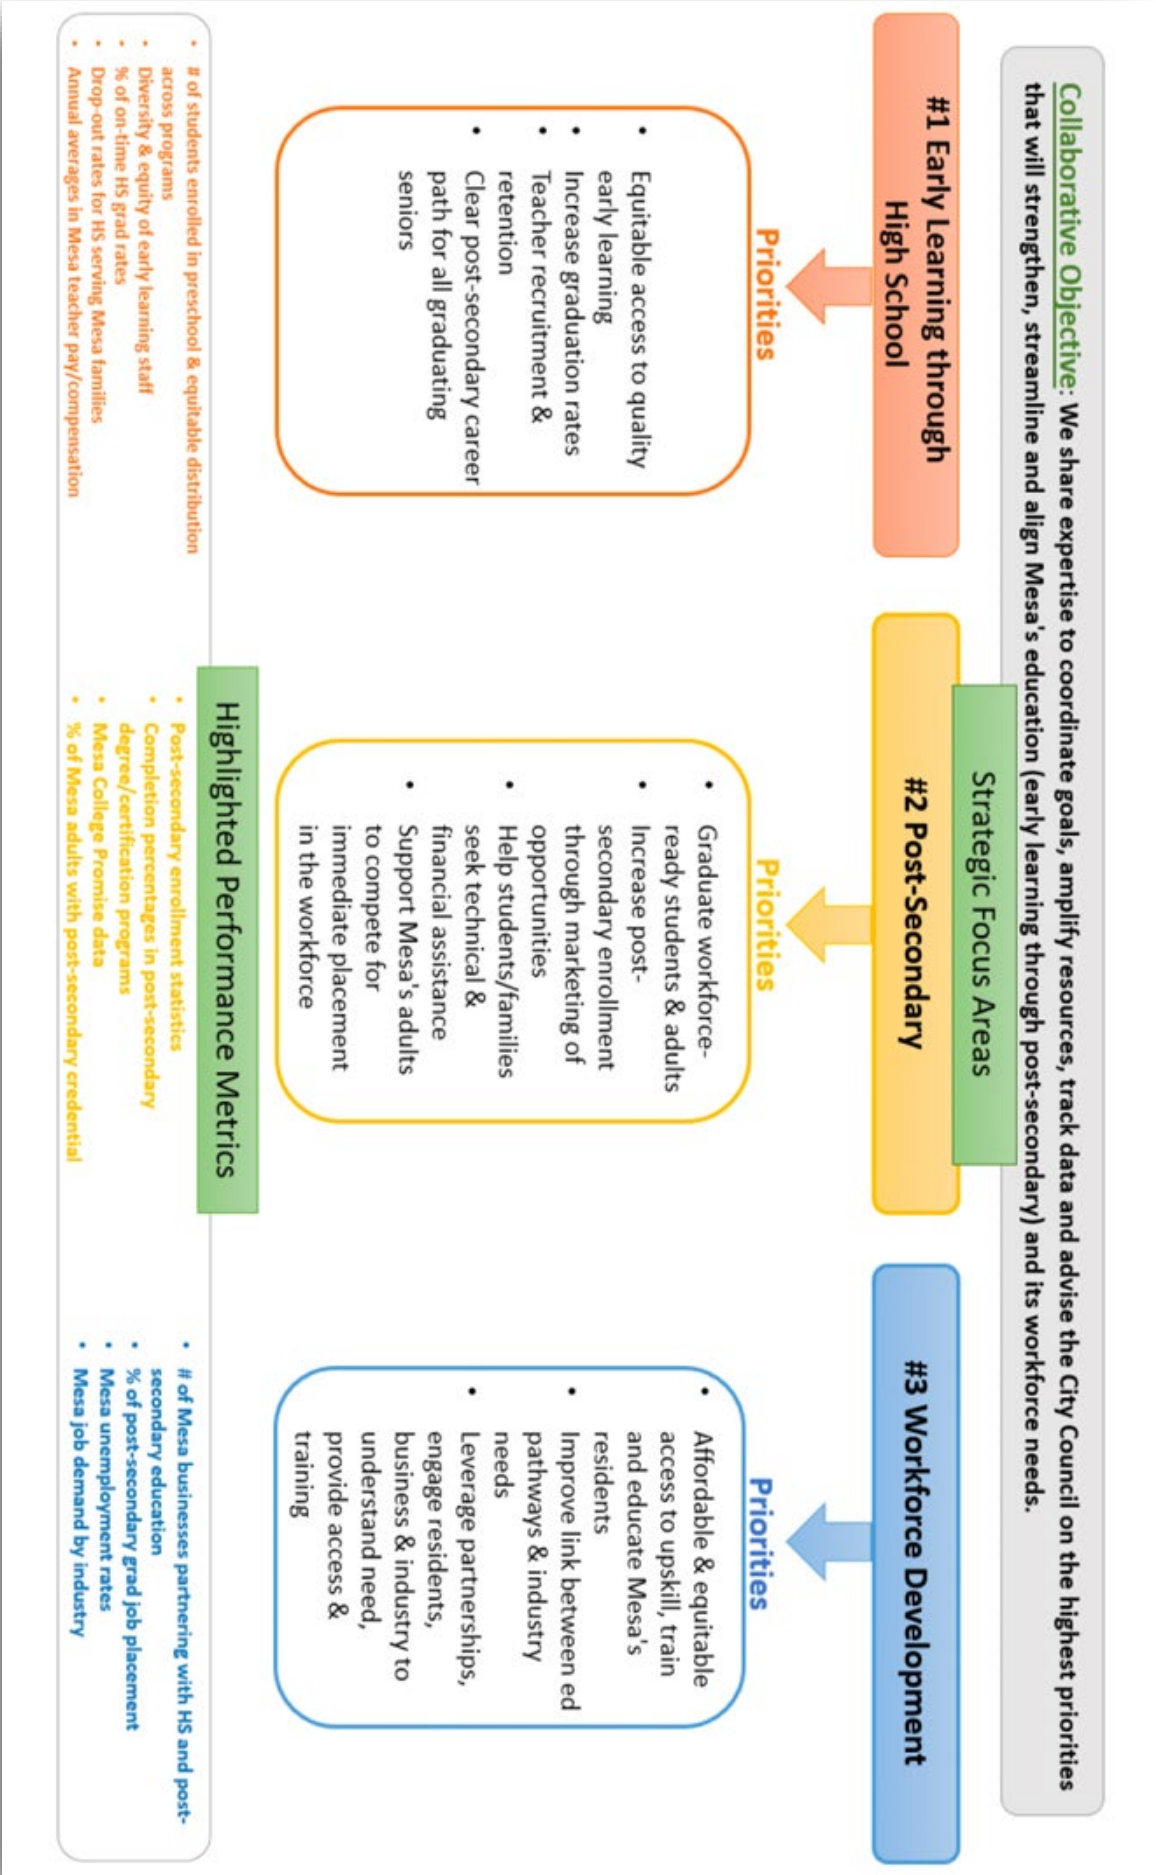 Collaborative Objective: We share expertise to coordinate goals, amplify resources, track data and advise the City Council on the highest priorities
that will strengthen, streamline and align Mesa's education (early learning through post-secondary) and its workforce needs.
Strategic Focus Areas
#1 Early Learning through
High School
Priorities
• Equitable access to quality
early learning
• Increase graduation rates
• Teacher recruitment &
retention
• Clear post-secondary career
path for all graduating
seniors
#2 Post-Secondary
Priorities
• Graduate workforce-
ready students & adults
• Increase post-
secondary enrollment
through marketing of
opportunities
• Help students/families
seek technical &
financial assistance
• Support Mesa's adults
to compete for
immediate placement
in the workforce
#3 Workforce Development
Priorities
• Affordable & equitable
access to upskill, train
and educate Mesa's
residents
• Improve link between ed
pathways & industry
needs
• Leverage partnerships,
engage residents,
business & industry to
understand need,
provide access &
training
Highlighted Performance Metrics
• # of students enrolled in preschool & equitable distribution
across programs
• Diversity & equity of early learning staff
• % of on-time HS grad rates
• Drop-out rates for HS serving Mesa families
• Annual averages in Mesa teacher pay/compensation
• Post-secondary enrollment statistics
• Completion percentages in post-secondary
degree/certification programs
• Mesa College Promise data
• % of Mesa adults with post-secondary credential
• # of Mesa businesses partnering with HS and post-
secondary education
• % of post-secondary grad job placement
• Mesa unemployment rates
• Mesa job demand by industry